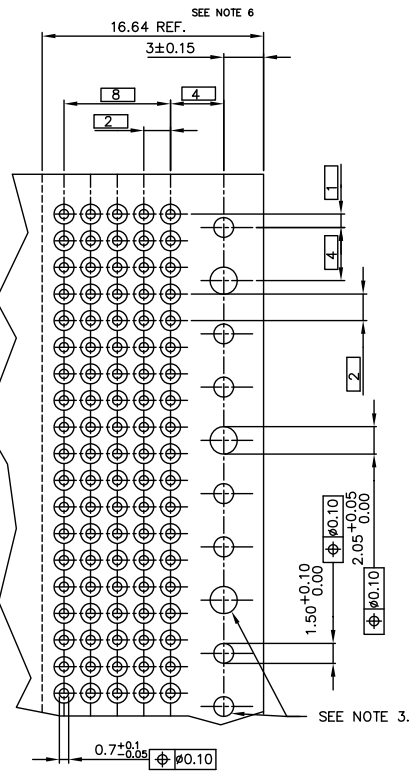 SEE NOTE 6
16.64 REF.
3±0.15
8
4
2
1
4
2
⌖ ø0.10
1.50 +0.10 0.00
2.05 +0.05 0.00
⌖ ø0.10
SEE NOTE 3.
0.7 +0.1 -0.05 ⌖ ø0.10